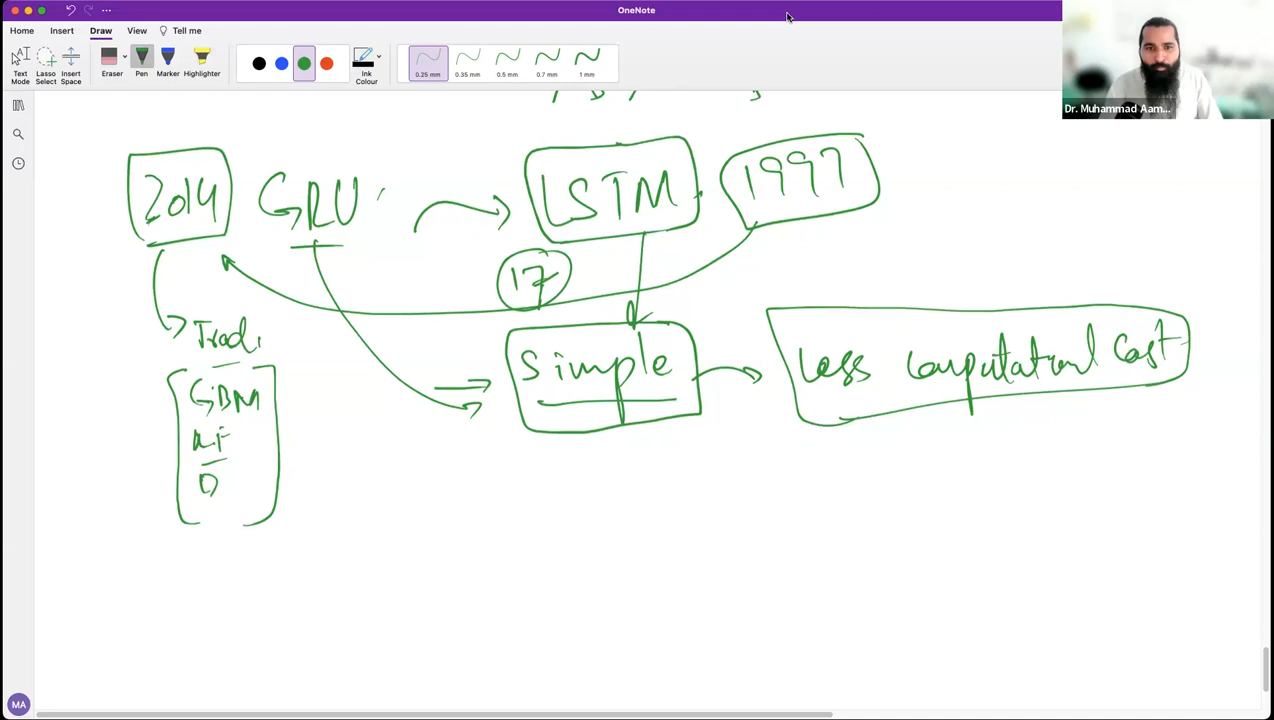 OneNote
Home Insert Draw View Tell me
Text Mode Lasso Select Insert Space Eraser Pen Marker Highlighter Ink Colour 0.25 mm 0.35 mm 0.5 mm 0.7 mm 1 mm
Dr. Muhammad Aam...
2014 GRU LSTM 1997
17
Trad.
Simple Less Computational Cost
GBM
RF
D
MA